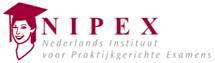 NIPEX
Nederlands Instituut
voor Praktijkgerichte Examens